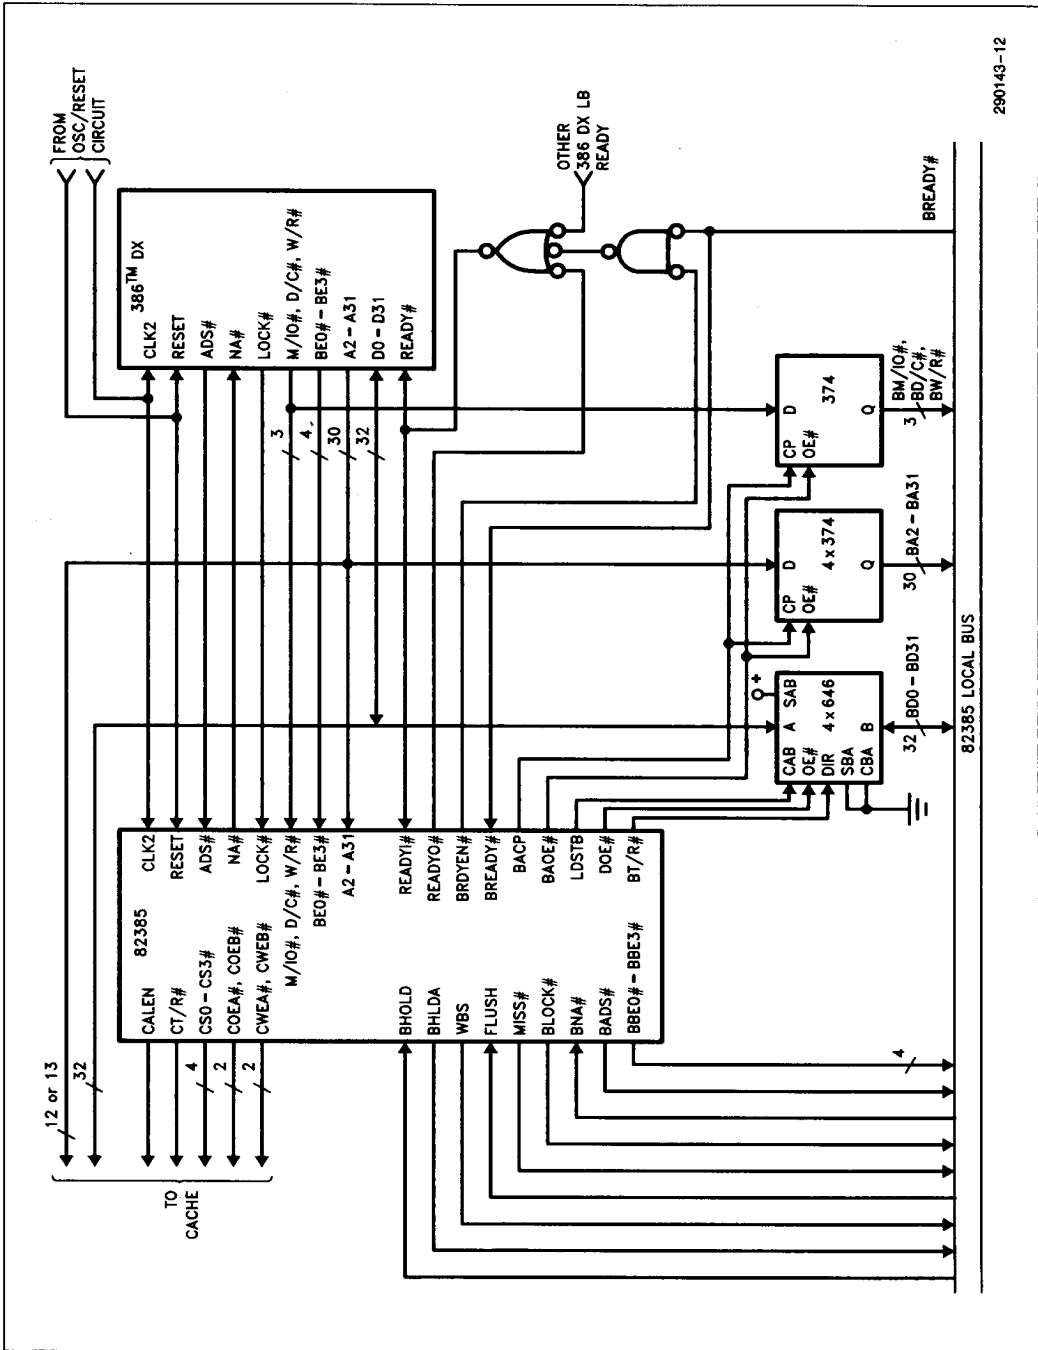 FROM
OSC/RESET
CIRCUIT
386™ DX
CLK2
RESET
ADS#
NA#
LOCK#
M/IO#, D/C#, W/R#
BE0# - BE3#
A2 - A31
D0 - D31
READY#
3
4
30
32
OTHER
386 DX LB
READY
12 or 13
32
TO
CACHE
4
2
2
82385
CALEN
CT/R#
CS0 - CS3#
COEA#, COEB#
CWEA#, CWEB#
CLK2
RESET
ADS#
NA#
LOCK#
M/IO#, D/C#, W/R#
BE0# - BE3#
A2 - A31
BHOLD
BHLDA
WBS
FLUSH
MISS#
BLOCK#
BNA#
BADS#
BBE0# - BBE3#
READYI#
READYO#
BRDYEN#
BREADY#
BACP
BAOE#
LDSTB
DOE#
BT/R#
4
+
CAB
OE#
DIR
SBA
CBA
SAB
A
4 x 646
B
32
BD0 - BD31
CP
OE#
D
4 x 374
Q
30
BA2 - BA31
CP
OE#
D
374
Q
3
BM/IO#,
BD/C#,
BW/R#
BREADY#
82385 LOCAL BUS
290143-12